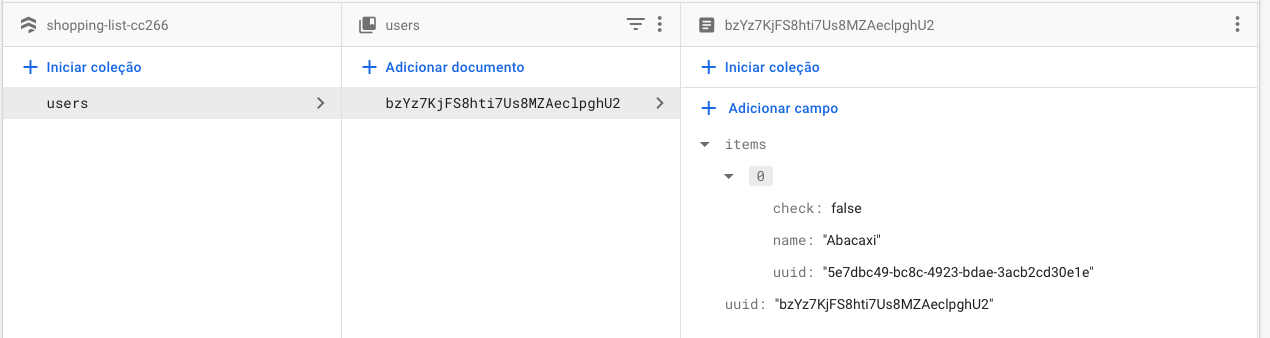 shopping-list-cc266
users
bzYz7KjFS8hti7Us8MZAeclpghU2
Iniciar coleção
Adicionar documento
Iniciar coleção
users
bzYz7KjFS8hti7Us8MZAeclpghU2
Adicionar campo
items
0
check: false
name: "Abacaxi"
uuid: "5e7dbc49-bc8c-4923-bdae-3acb2cd30e1e"
uuid: "bzYz7KjFS8hti7Us8MZAeclpghU2"